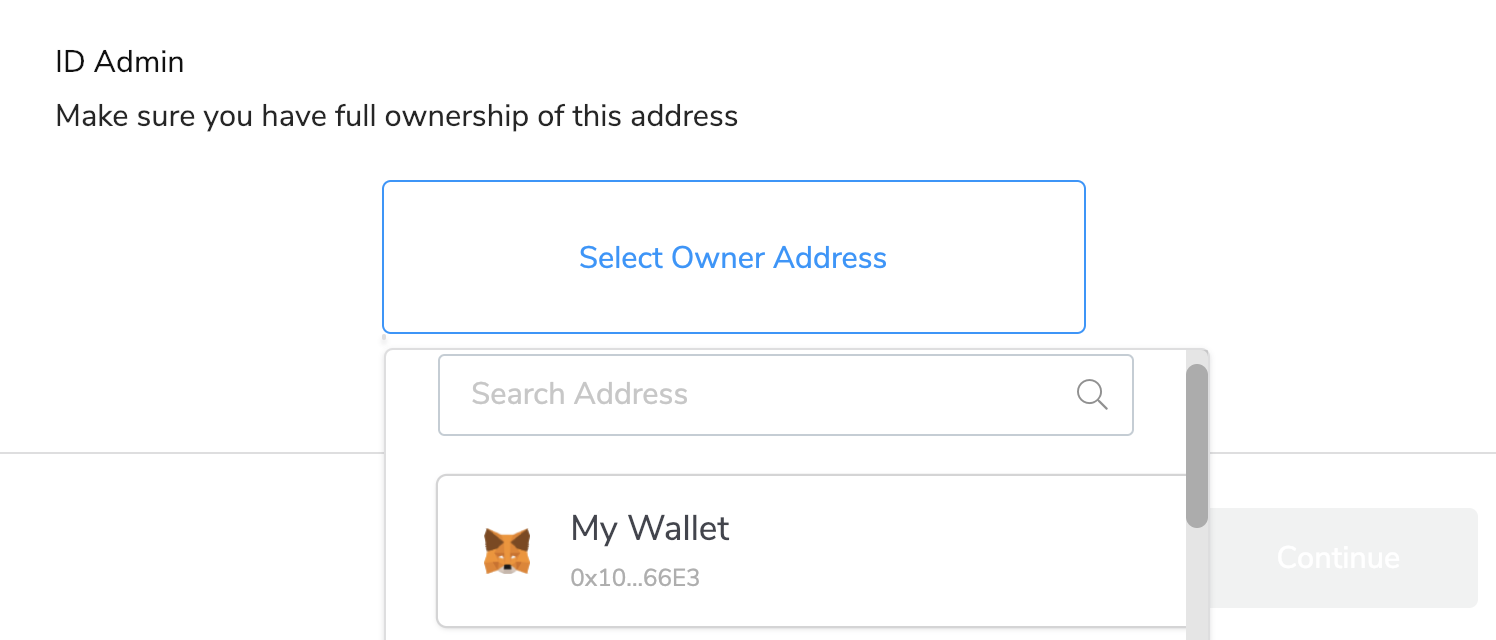 ID Admin
Make sure you have full ownership of this address
Select Owner Address
Search Address
My Wallet
0x10...66E3
Continue